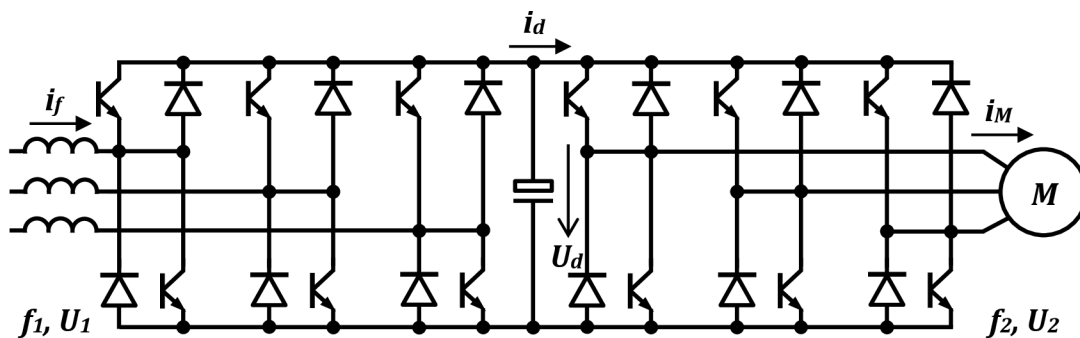 i_d
i_f
i_M
M
U_d
f_1, U_1
f_2, U_2